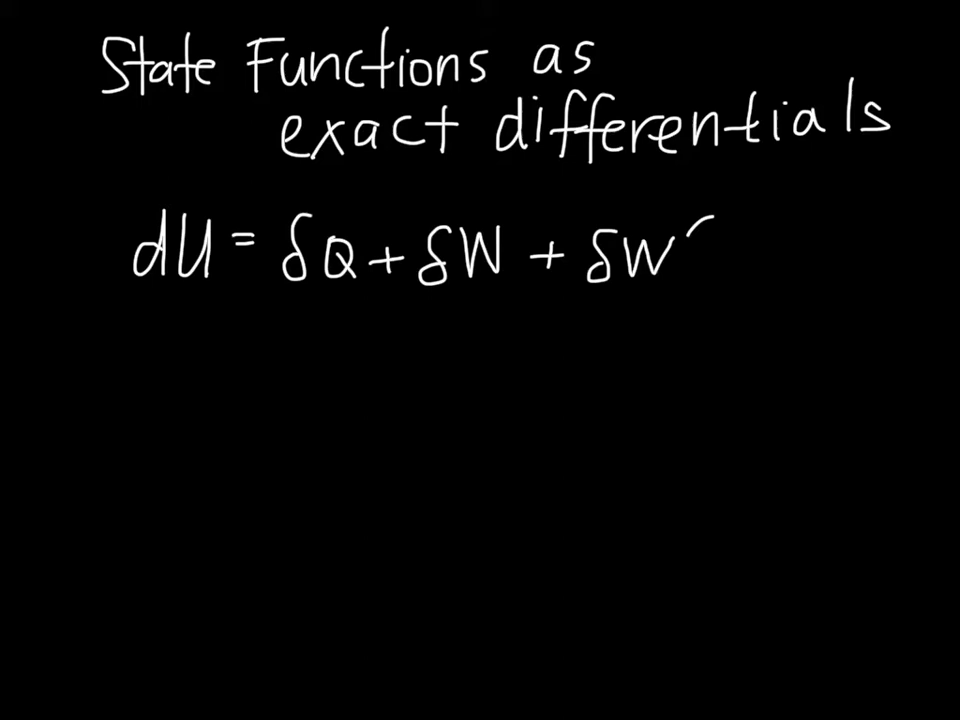 State Functions as
exact differentials
dU = δQ + δW + δW′